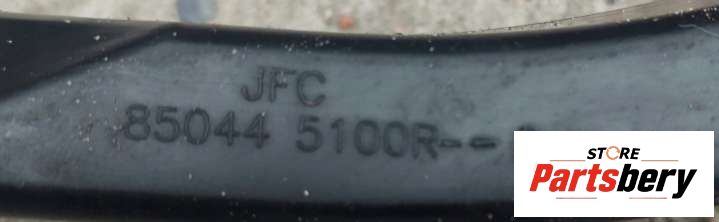 JFC
85044 5100R--
STORE
Partsbery